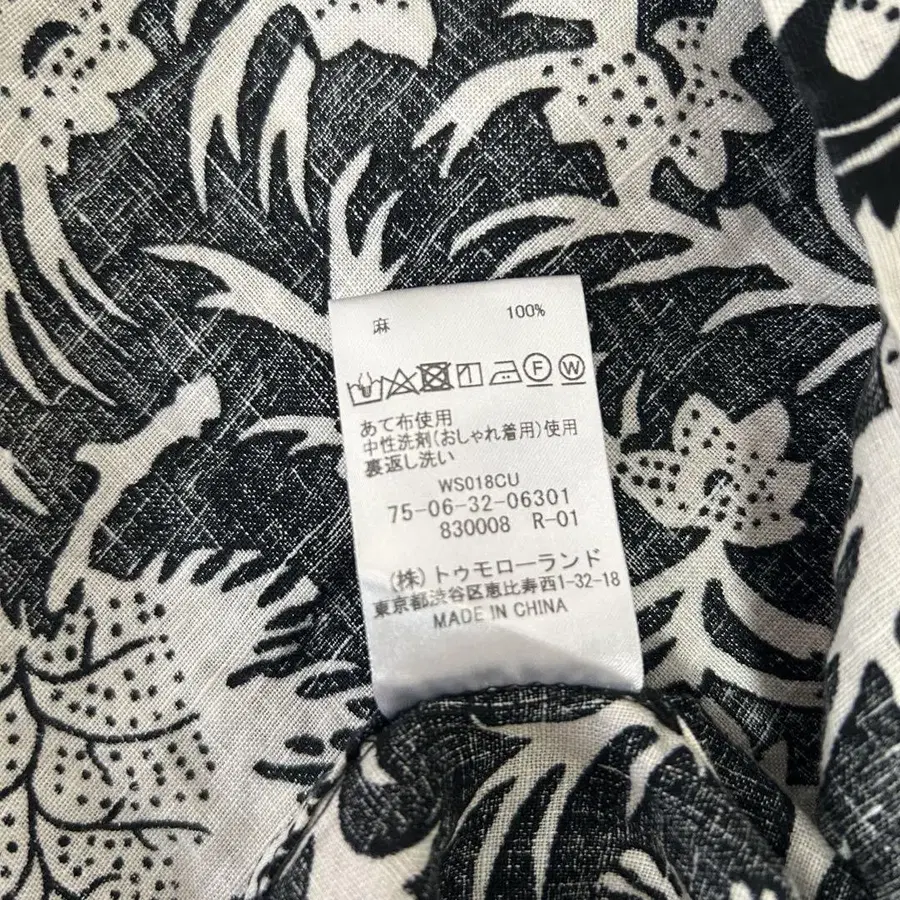 麻 100%
F W
あて布使用
中性洗剤(おしゃれ着用)使用
裏返し洗い
WS018CU
75-06-32-06301
830008 R-01
(株)トゥモローランド
東京都渋谷区恵比寿西1-32-18
MADE IN CHINA